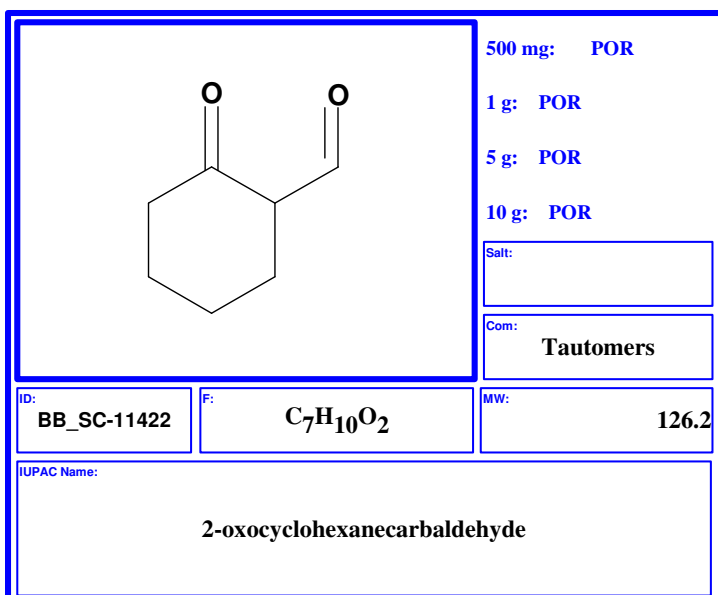 O O
500 mg: POR
1 g: POR
5 g: POR
10 g: POR
Salt:
Com:
Tautomers
ID:
BB_SC-11422
F:
C7H10O2
MW:
126.2
IUPAC Name:
2-oxocyclohexanecarbaldehyde